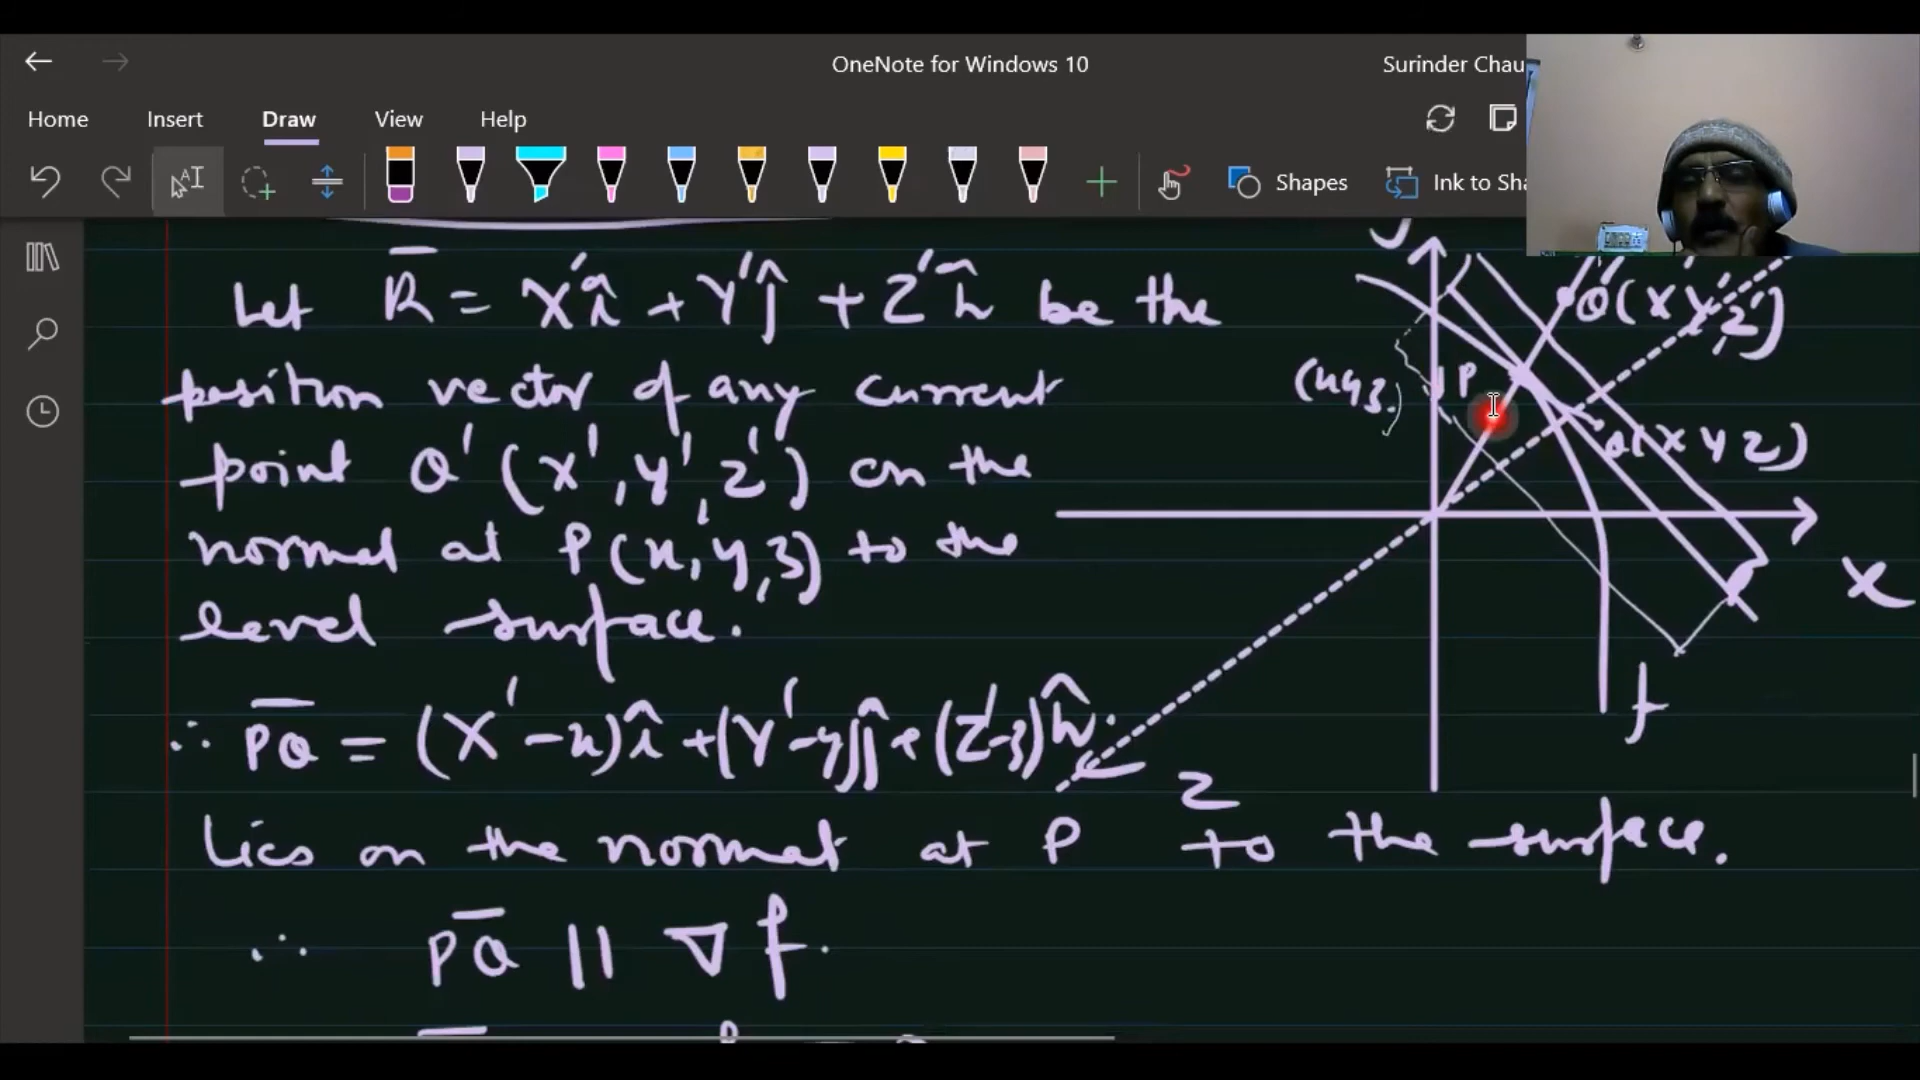 OneNote for Windows 10
Surinder Chau
Home Insert Draw View Help
Shapes Ink to Sha
Let R̄ = X'î + Y'ĵ + Z'k̂ be the
position vector of any current
point Q' (X', Y', Z') on the
normal at P(x, y, z) to the
level surface.
∴ P̄Q̄ = (X'-x)î + (Y'-y)ĵ + (Z'-z)k̂.
Lies on the normal at P to the surface.
∴ P̄Q̄ || ∇f.
y
Q'(X' Y', Z')
(x y z) P
Q(X Y Z)
x
f
Z